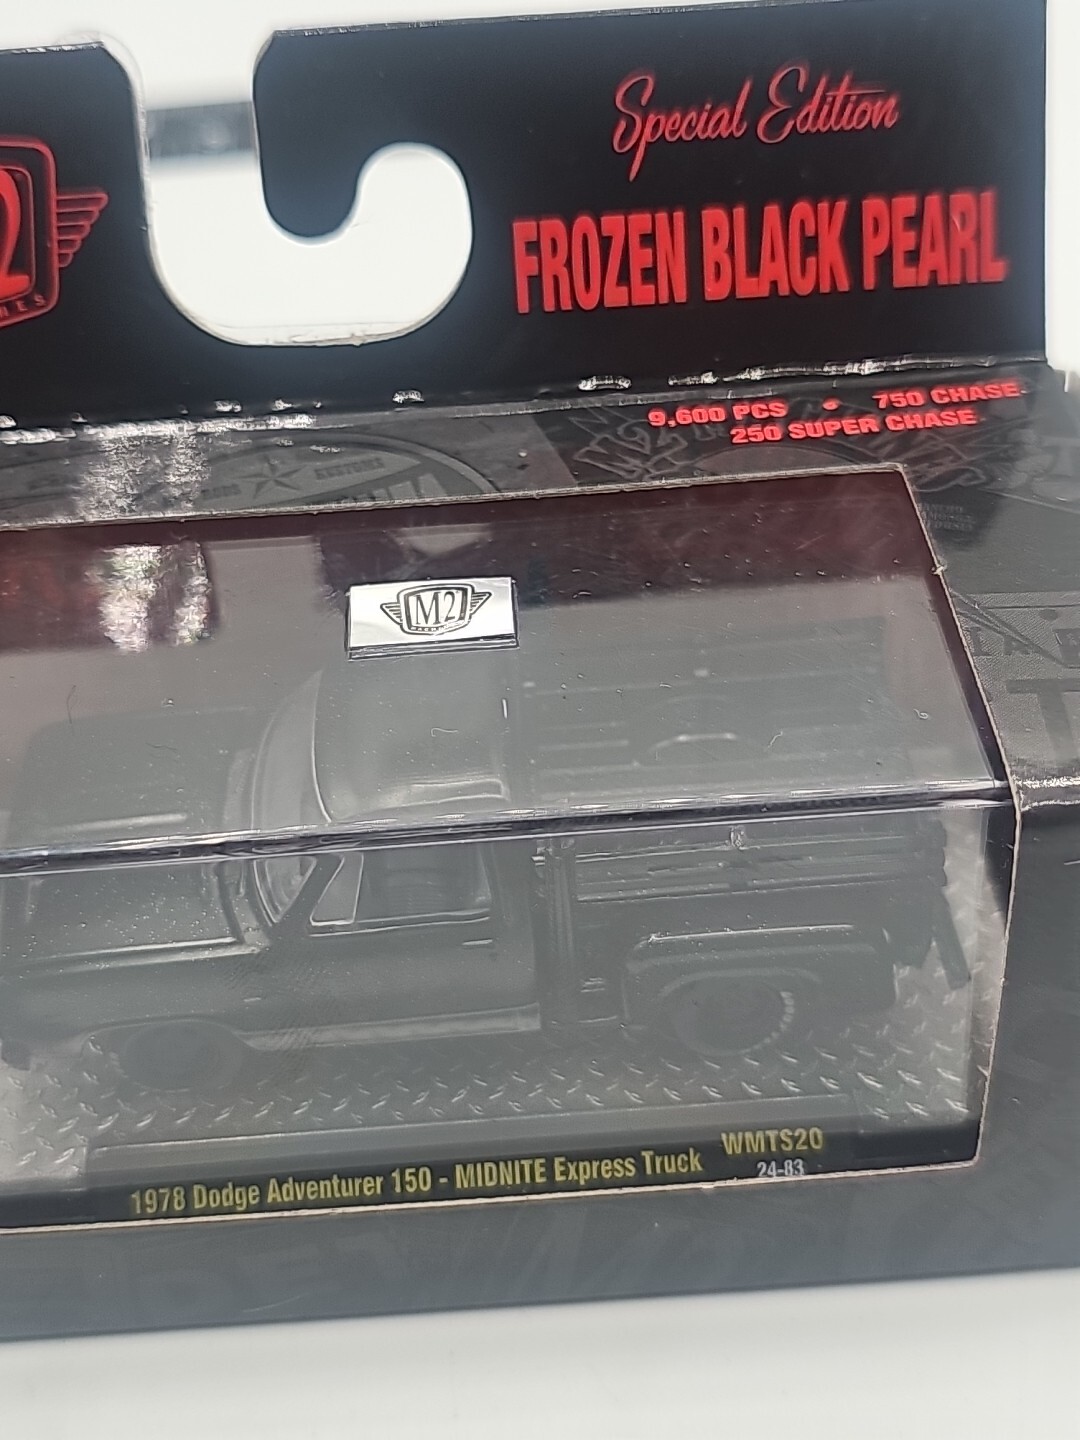 Special Edition
FROZEN BLACK PEARL
9,600 PCS • 750 CHASE
250 SUPER CHASE
M2
1978 Dodge Adventurer 150 - MIDNITE Express Truck
WMTS20
24-83